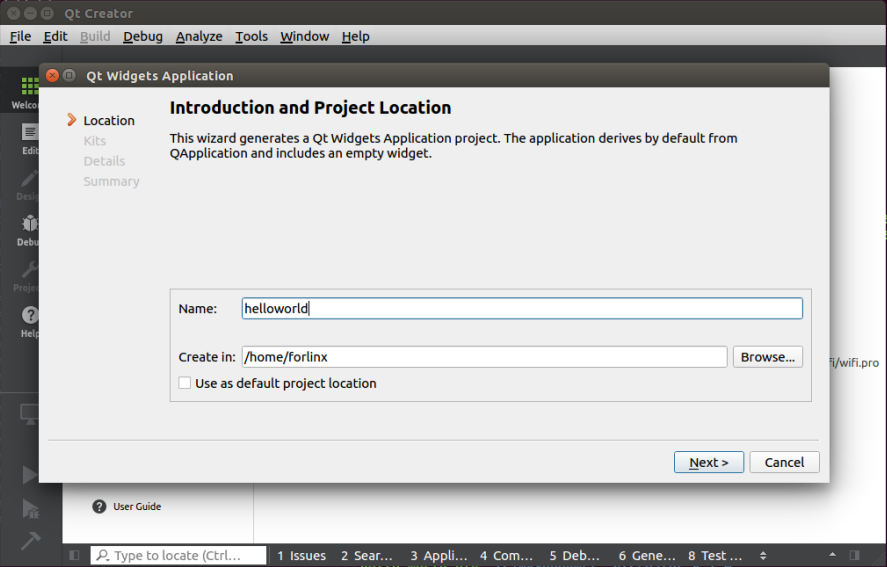 Qt Creator
File Edit Build Debug Analyze Tools Window Help
Qt Widgets Application
Location
Kits
Details
Summary
Introduction and Project Location
This wizard generates a Qt Widgets Application project. The application derives by default from
QApplication and includes an empty widget.
Name: helloworld
Create in: /home/forlinx Browse...
Use as default project location
Next > Cancel
Welcom
Edit
Desig
Debu
Projec
Help
fi/wifi.pro
User Guide
Type to locate (Ctrl... 1 Issues 2 Sear... 3 Appli... 4 Com... 5 Deb... 6 Gene... 8 Test ...